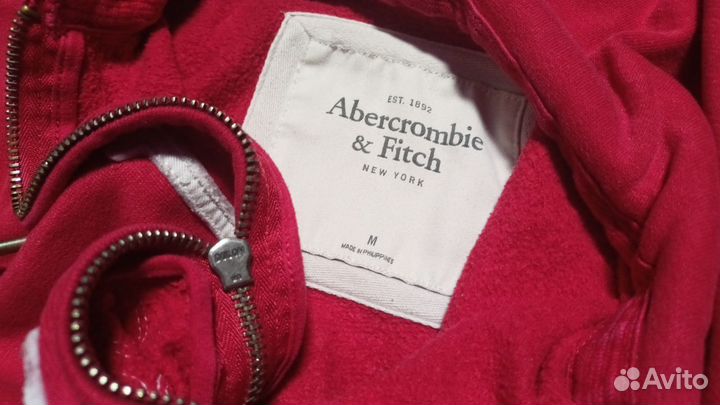 EST. 1892
Abercrombie
& Fitch
NEW YORK
M
MADE IN PHILIPPINES
Avito